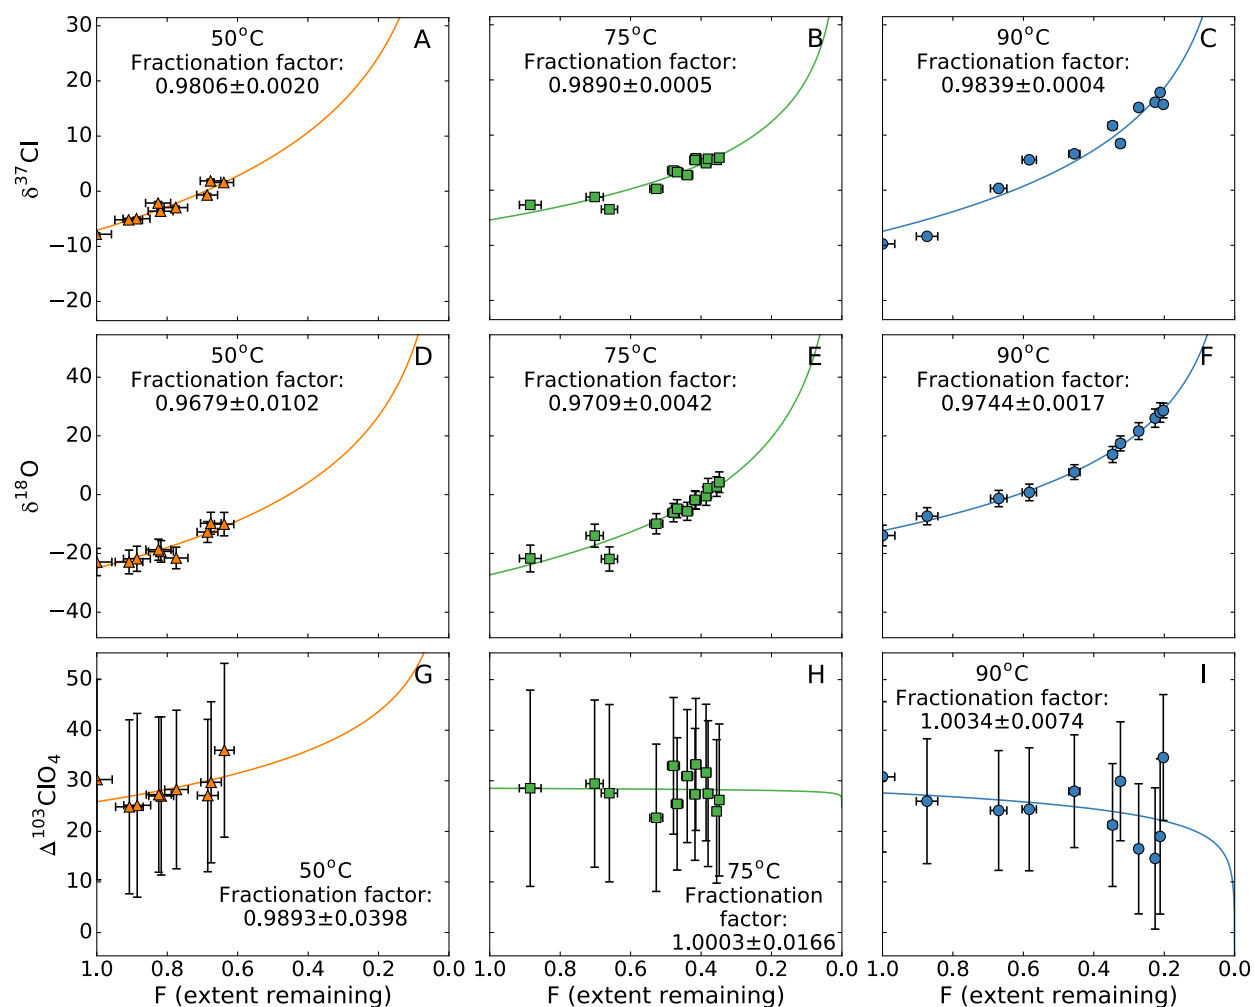 30
20
10
0
−10
−20
δ³⁷Cl
50°C
A
Fractionation factor:
0.9806±0.0020
75°C
B
Fractionation factor:
0.9890±0.0005
90°C
C
Fractionation factor:
0.9839±0.0004
40
20
0
−20
−40
δ¹⁸O
50°C
D
Fractionation factor:
0.9679±0.0102
75°C
E
Fractionation factor:
0.9709±0.0042
90°C
F
Fractionation factor:
0.9744±0.0017
50
40
30
20
10
0
Δ¹⁰³ClO₄
G
50°C
Fractionation factor:
0.9893±0.0398
H
75°C
Fractionation
factor:
1.0003±0.0166
90°C
I
Fractionation factor:
1.0034±0.0074
1.0 0.8 0.6 0.4 0.2 0.0
F (extent remaining)
1.0 0.8 0.6 0.4 0.2 0.0
F (extent remaining)
1.0 0.8 0.6 0.4 0.2 0.0
F (extent remaining)